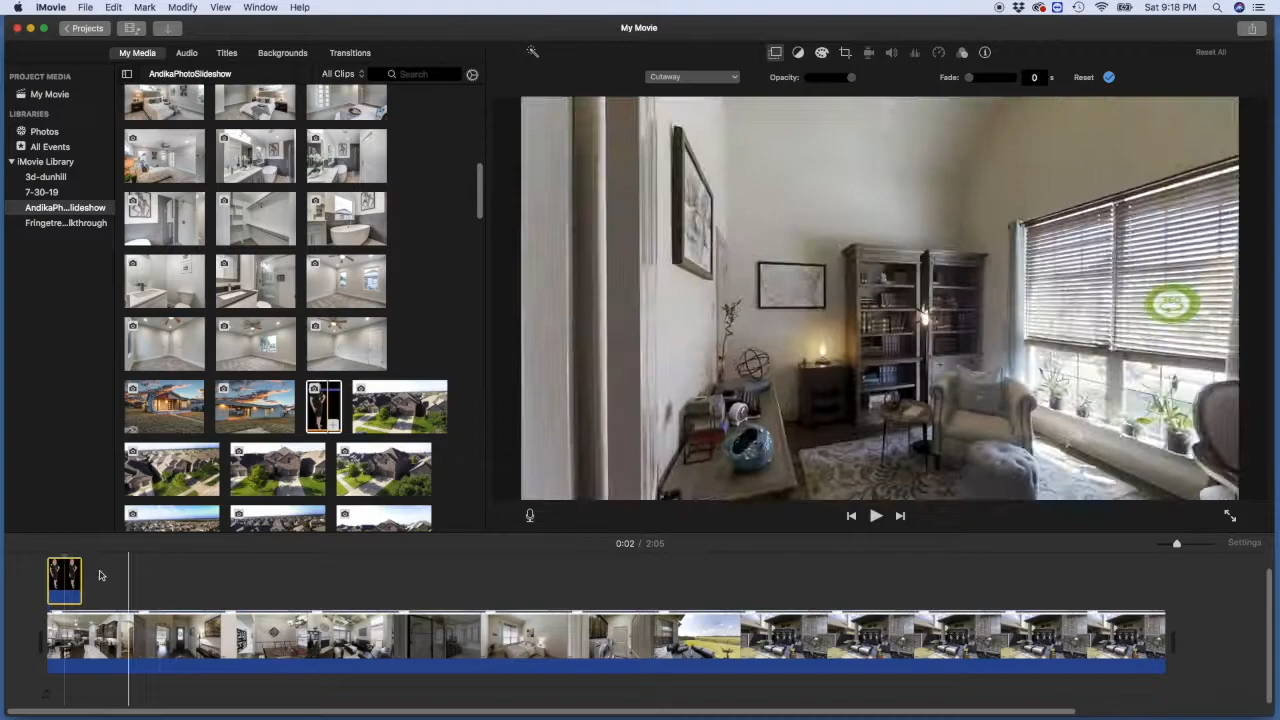 iMovie File Edit Mark Modify View Window Help Sat 9:18 PM
Projects My Movie
My Media Audio Titles Backgrounds Transitions Reset All
PROJECT MEDIA AndikaPhotoSlideshow All Clips Search Cutaway Opacity: Fade: 0 s Reset
My Movie
LIBRARIES
Photos
All Events
iMovie Library
3d-dunhill
7-30-19
AndikaPh...lideshow
Fringetre...lkthrough
360
0:02 / 2:05 Settings